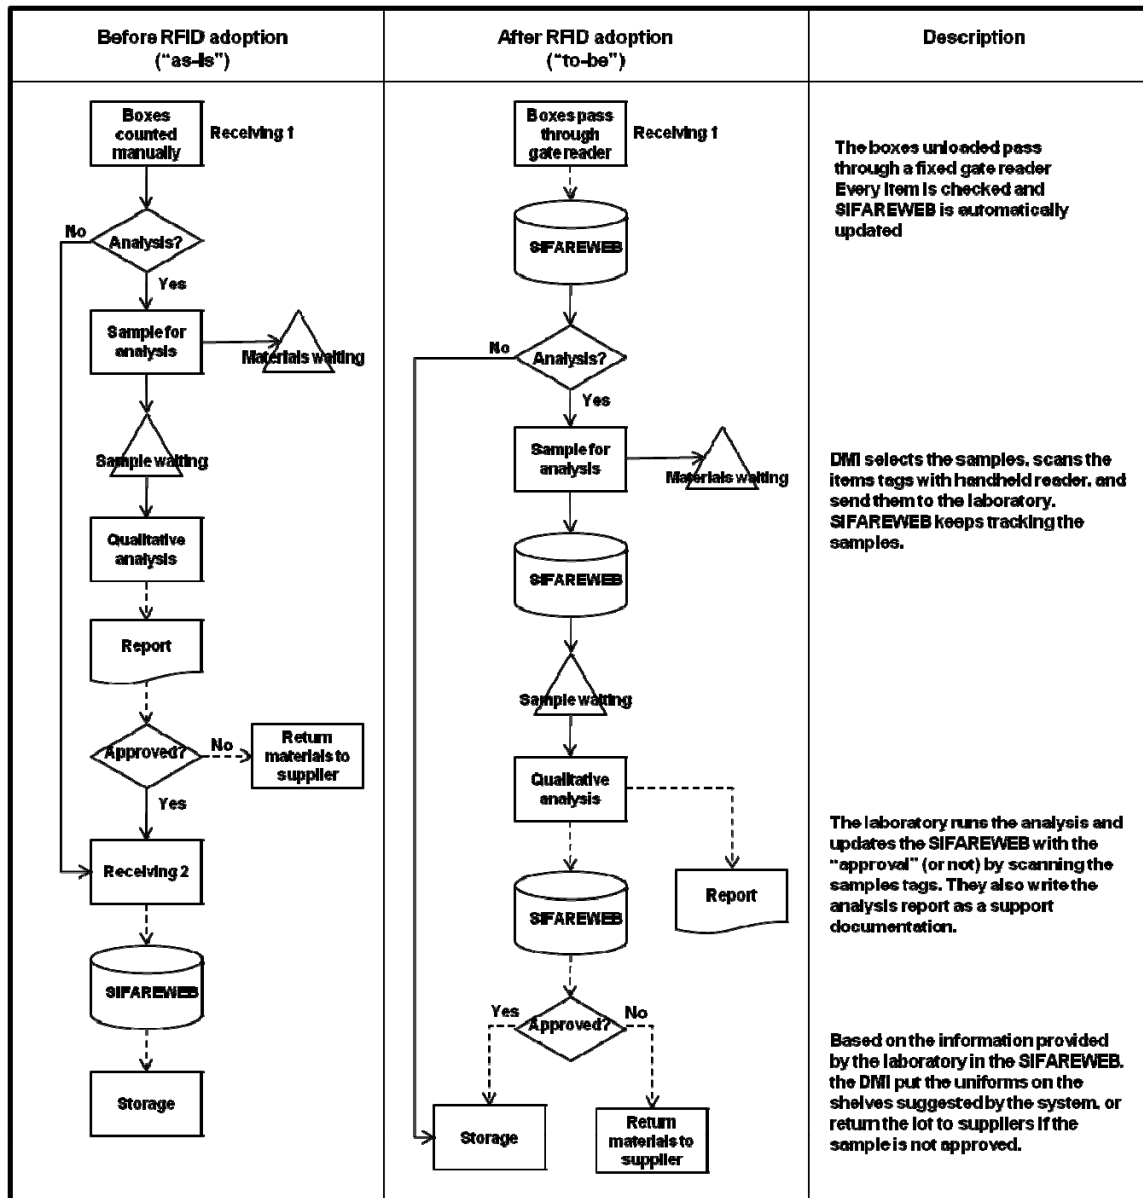 Before RFID adoption
("as-is")
After RFID adoption
("to-be")
Description
Boxes
counted
manually
Receiving 1
Analysis?
No
Yes
Sample for
analysis
Materials waiting
Sample waiting
Qualitative
analysis
Report
Approved?
No
Return
materials to
supplier
Yes
Receiving 2
SIFAREWEB
Storage
Boxes pass
through
gate reader
Receiving 1
SIFAREWEB
No
Analysis?
Yes
Sample for
analysis
Materials waiting
SIFAREWEB
Sample waiting
Qualitative
analysis
Report
SIFAREWEB
Yes
Approved?
No
Storage
Return
materials to
supplier
The boxes unloaded pass
through a fixed gate reader
Every item is checked and
SIFAREWEB is automatically
updated
DMI selects the samples, scans the
items tags with handheld reader, and
send them to the laboratory.
SIFAREWEB keeps tracking the
samples.
The laboratory runs the analysis and
updates the SIFAREWEB with the
"approval" (or not) by scanning the
samples tags. They also write the
analysis report as a support
documentation.
Based on the information provided
by the laboratory in the SIFAREWEB,
the DMI put the uniforms on the
shelves suggested by the system, or
return the lot to suppliers if the
sample is not approved.